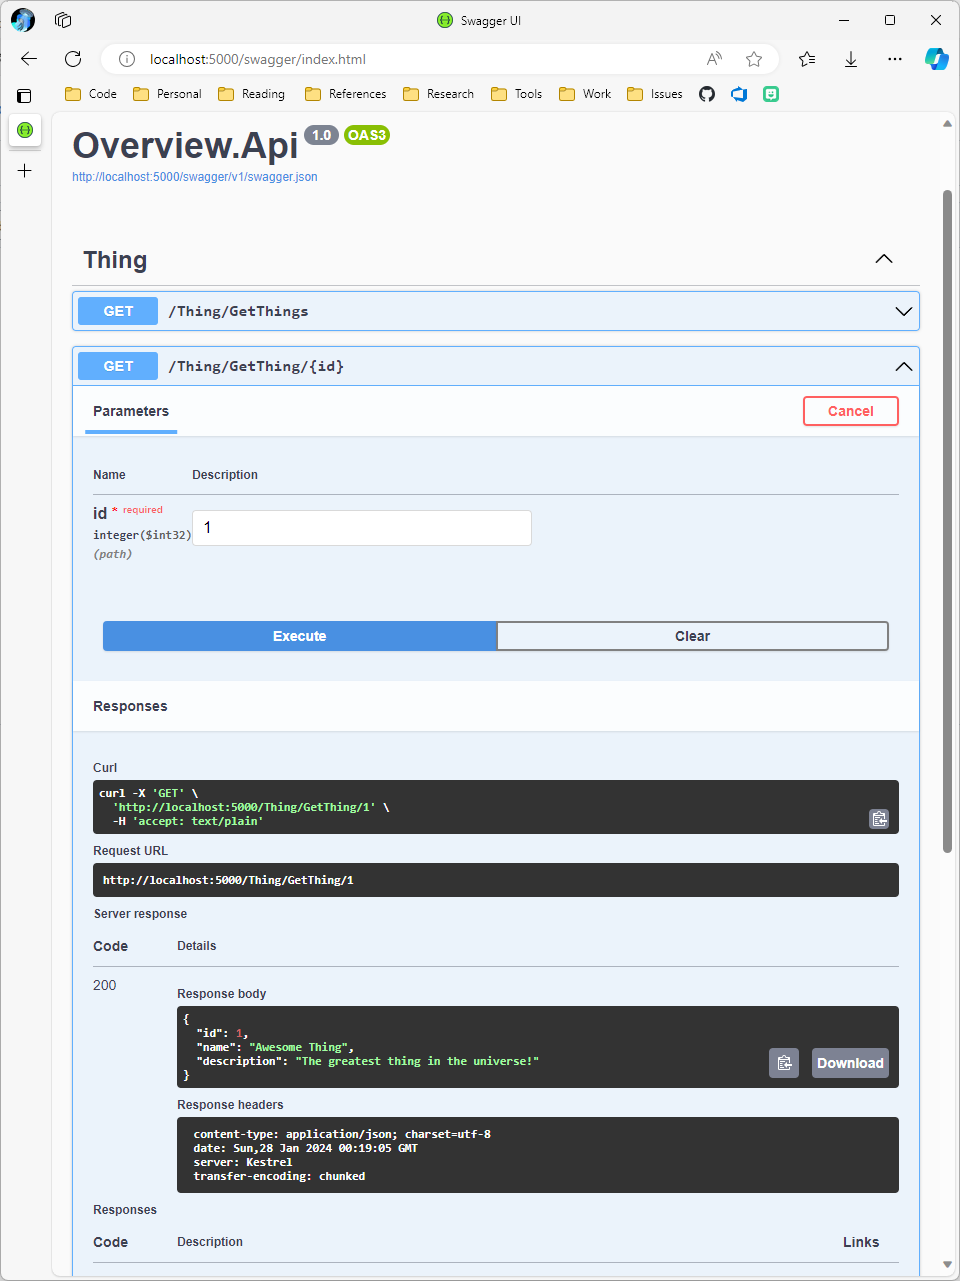 Swagger UI
localhost:5000/swagger/index.html
Code Personal Reading References Research Tools Work Issues
Overview.Api 1.0 OAS3
http://localhost:5000/swagger/v1/swagger.json
Thing
GET /Thing/GetThings
GET /Thing/GetThing/{id}
Parameters Cancel
Name Description
id * required
integer($int32) 1
(path)
Execute Clear
Responses
Curl
curl -X 'GET' \
'http://localhost:5000/Thing/GetThing/1' \
-H 'accept: text/plain'
Request URL
http://localhost:5000/Thing/GetThing/1
Server response
Code Details
200
Response body
{
"id": 1,
"name": "Awesome Thing",
"description": "The greatest thing in the universe!"
}
Download
Response headers
content-type: application/json; charset=utf-8
date: Sun,28 Jan 2024 00:19:05 GMT
server: Kestrel
transfer-encoding: chunked
Responses
Code Description Links